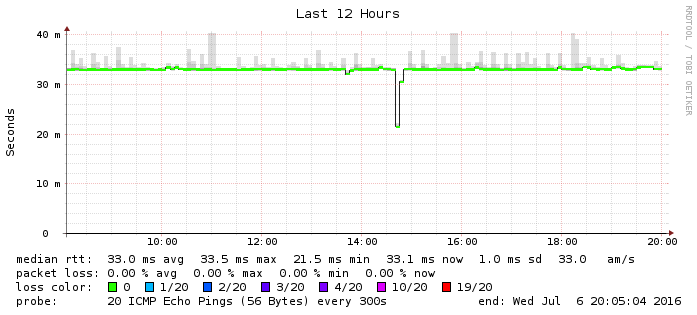 Last 12 Hours
RRDTOOL / TOBI OETIKER
Seconds
40 m
30 m
20 m
10 m
0
10:00 12:00 14:00 16:00 18:00 20:00
median rtt: 33.0 ms avg 33.5 ms max 21.5 ms min 33.1 ms now 1.0 ms sd 33.0 am/s
packet loss: 0.00 % avg 0.00 % max 0.00 % min 0.00 % now
loss color: 0 1/20 2/20 3/20 4/20 10/20 19/20
probe: 20 ICMP Echo Pings (56 Bytes) every 300s end: Wed Jul 6 20:05:04 2016